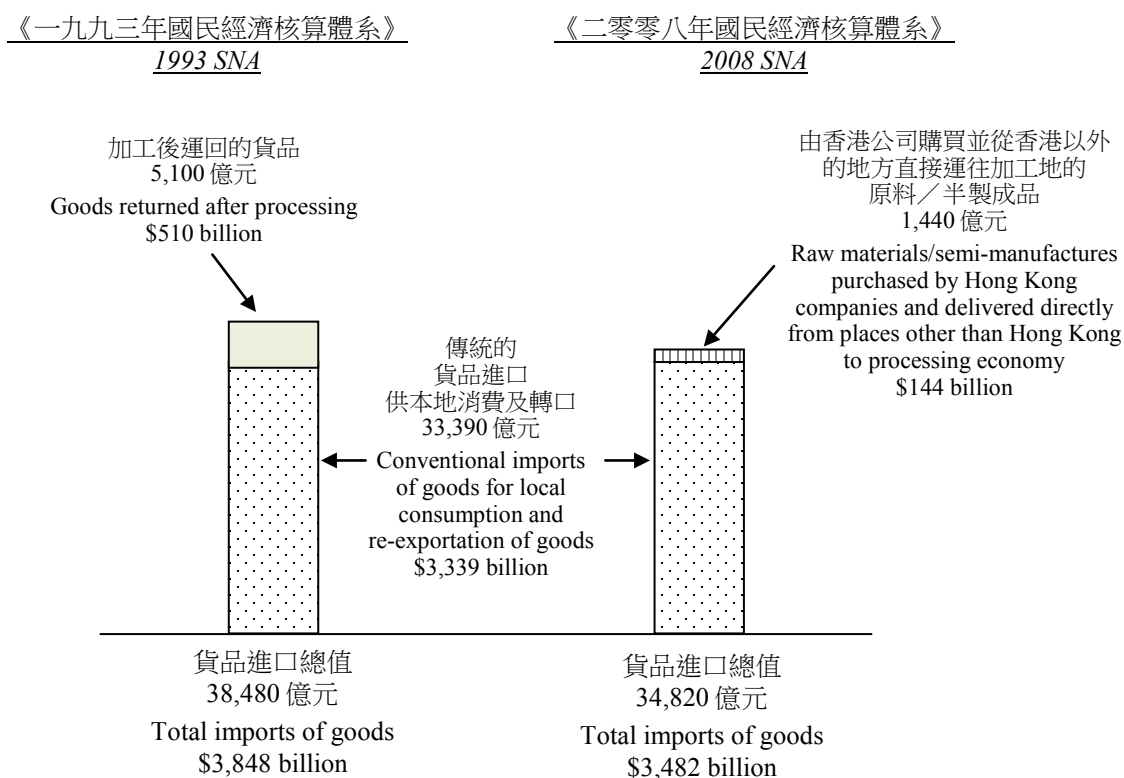 《一九九三年國民經濟核算體系》
1993 SNA
《二零零八年國民經濟核算體系》
2008 SNA
加工後運回的貨品
5,100 億元
Goods returned after processing
$510 billion
由香港公司購買並從香港以外
的地方直接運往加工地的
原料／半製成品
1,440 億元
Raw materials/semi-manufactures
purchased by Hong Kong
companies and delivered directly
from places other than Hong Kong
to processing economy
$144 billion
傳統的
貨品進口
供本地消費及轉口
33,390 億元
Conventional imports
of goods for local
consumption and
re-exportation of goods
$3,339 billion
貨品進口總值
38,480 億元
Total imports of goods
$3,848 billion
貨品進口總值
34,820 億元
Total imports of goods
$3,482 billion